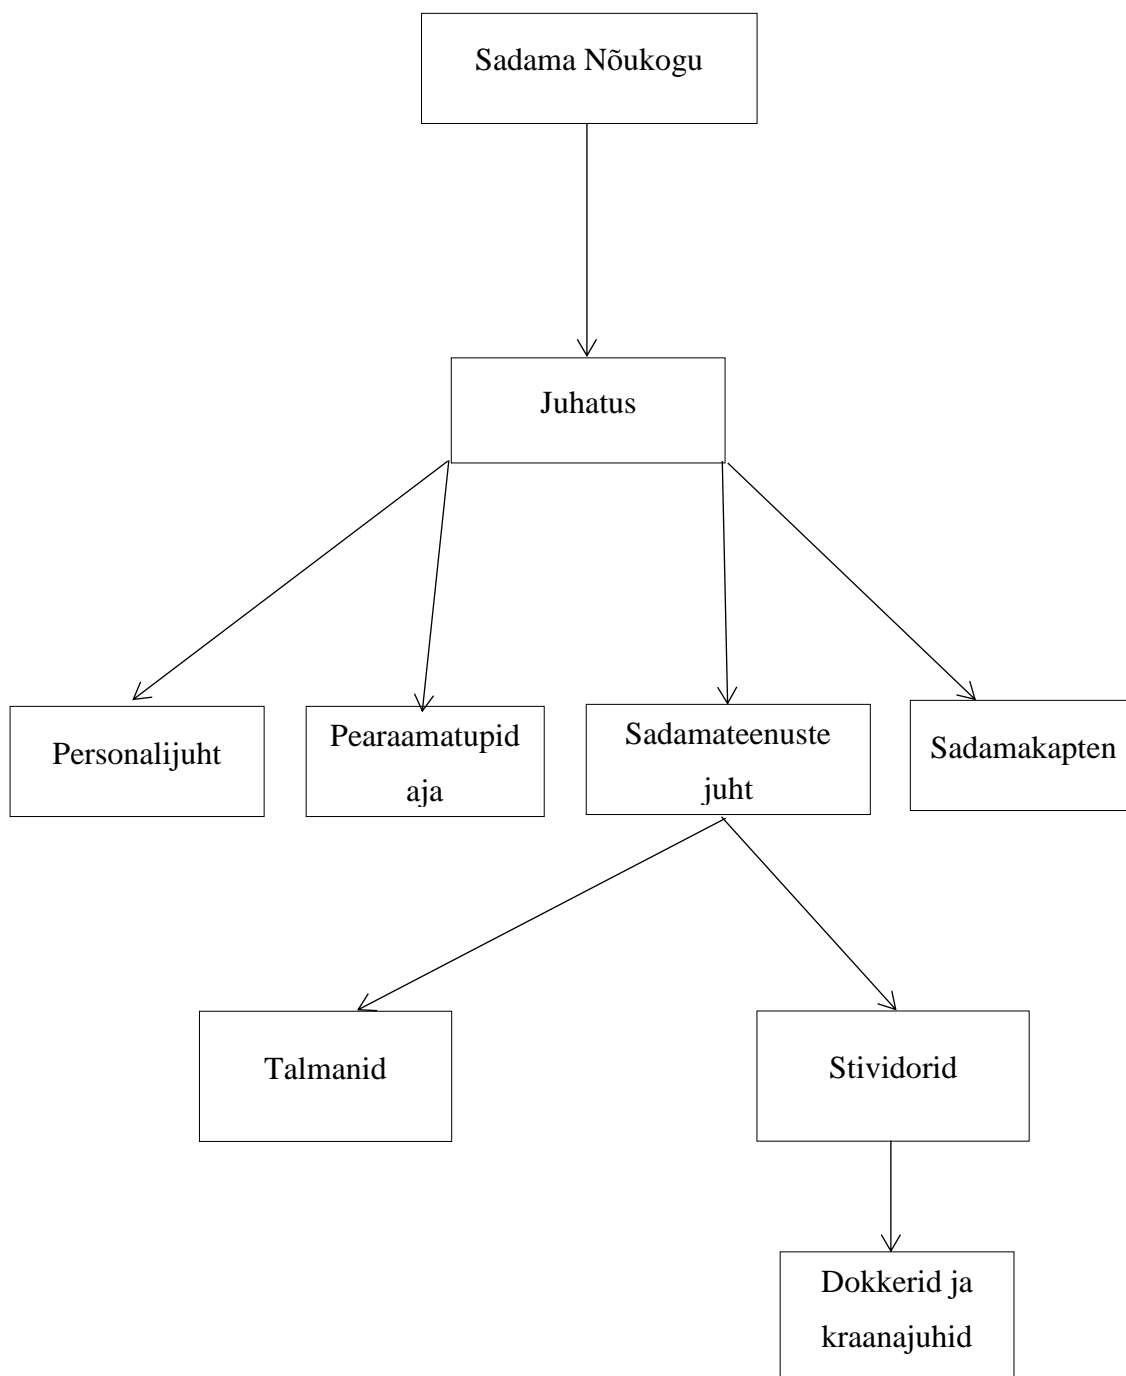 Sadama Nõukogu
Juhatus
Personalijuht
Pearaamatupid
aja
Sadamateenuste
juht
Sadamakapten
Talmanid
Stividorid
Dokkerid ja
kraanajuhid